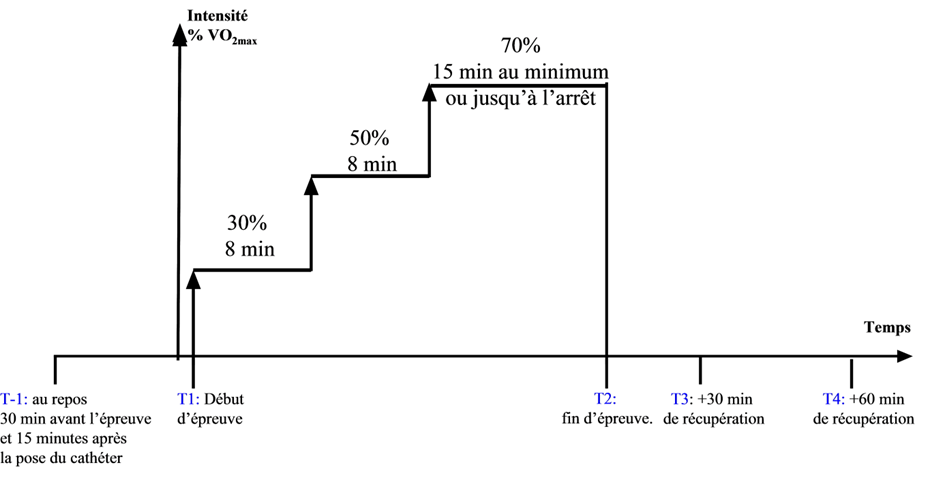 Intensité
% VO2max
70%
15 min au minimum
ou jusqu’à l’arrêt
50%
8 min
30%
8 min
Temps
T-1: au repos
30 min avant l’épreuve
et 15 minutes après
la pose du cathéter
T1: Début
d’épreuve
T2:
fin d’épreuve.
T3: +30 min
de récupération
T4: +60 min
de récupération